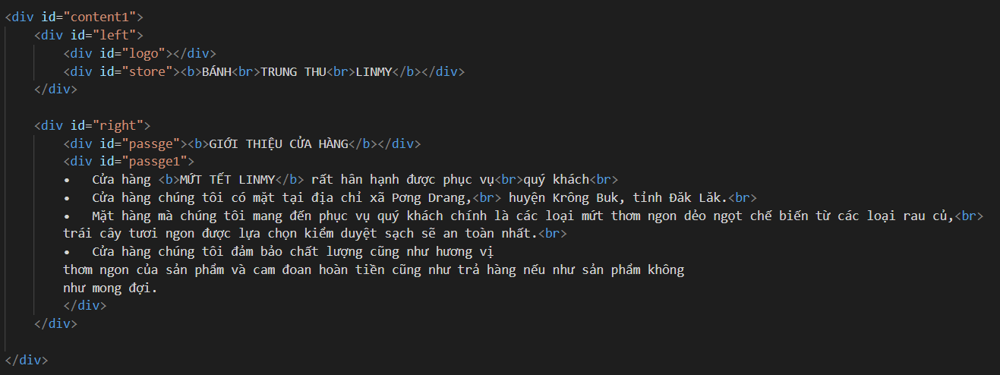 <div id="content1">
<div id="left">
<div id="logo"></div>
<div id="store"><b>BÁNH<br>TRUNG THU<br>LINMY</b></div>
</div>
<div id="right">
<div id="passge"><b>GIỚI THIỆU CỬA HÀNG</b></div>
<div id="passge1">
• Cửa hàng <b>MỨT TẾT LINMY</b> rất hân hạnh được phục vụ<br>quý khách<br>
• Cửa hàng chúng tôi có mặt tại địa chỉ xã Pơng Drang,<br> huyện Krông Buk, tỉnh Đăk Lăk.<br>
• Mặt hàng mà chúng tôi mang đến phục vụ quý khách chính là các loại mứt thơm ngon dẻo ngọt chế biến từ các loại rau củ,<br>
trái cây tươi ngon được lựa chọn kiểm duyệt sạch sẽ an toàn nhất.<br>
• Cửa hàng chúng tôi đảm bảo chất lượng cũng như hương vị
thơm ngon của sản phẩm và cam đoan hoàn tiền cũng như trả hàng nếu như sản phẩm không
như mong đợi.
</div>
</div>
</div>